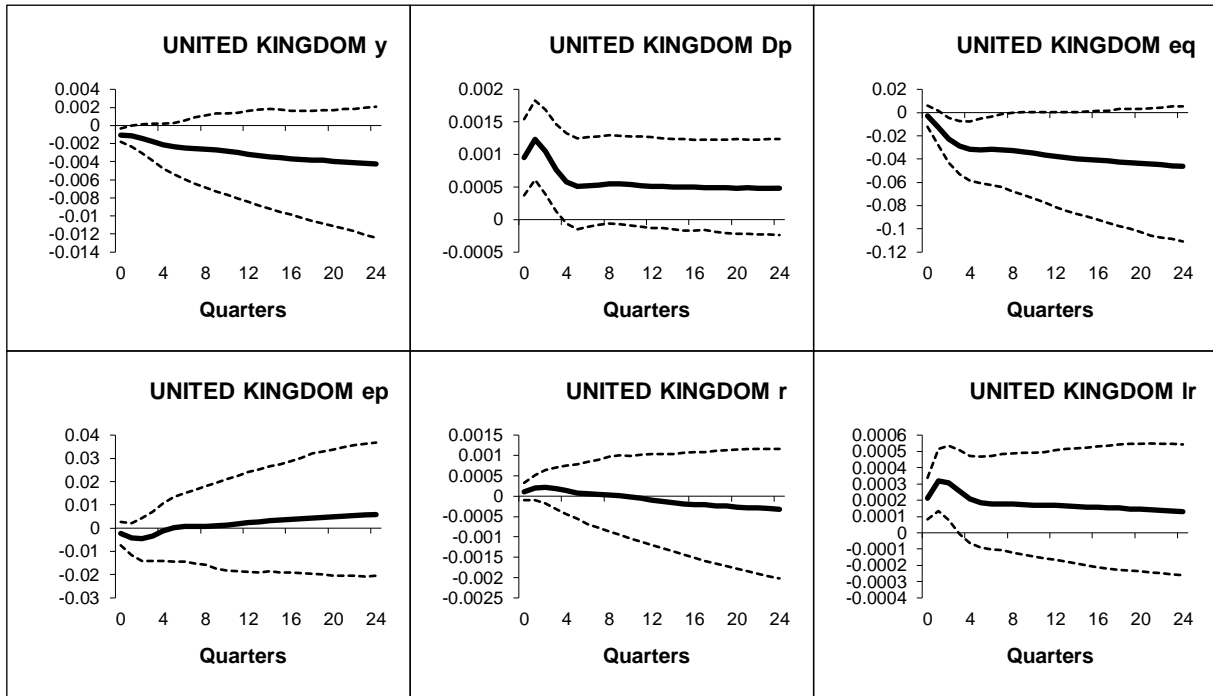 UNITED KINGDOM y
0.004
0.002
0
-0.002
-0.004
-0.006
-0.008
-0.01
-0.012
-0.014
0 4 8 12 16 20 24
Quarters
UNITED KINGDOM Dp
0.002
0.0015
0.001
0.0005
0
-0.0005
0 4 8 12 16 20 24
Quarters
UNITED KINGDOM eq
0.02
0
-0.02
-0.04
-0.06
-0.08
-0.1
-0.12
0 4 8 12 16 20 24
Quarters
UNITED KINGDOM ep
0.04
0.03
0.02
0.01
0
-0.01
-0.02
-0.03
0 4 8 12 16 20 24
Quarters
UNITED KINGDOM r
0.0015
0.001
0.0005
0
-0.0005
-0.001
-0.0015
-0.002
-0.0025
0 4 8 12 16 20 24
Quarters
UNITED KINGDOM lr
0.0006
0.0005
0.0004
0.0003
0.0002
0.0001
0
-0.0001
-0.0002
-0.0003
-0.0004
0 4 8 12 16 20 24
Quarters